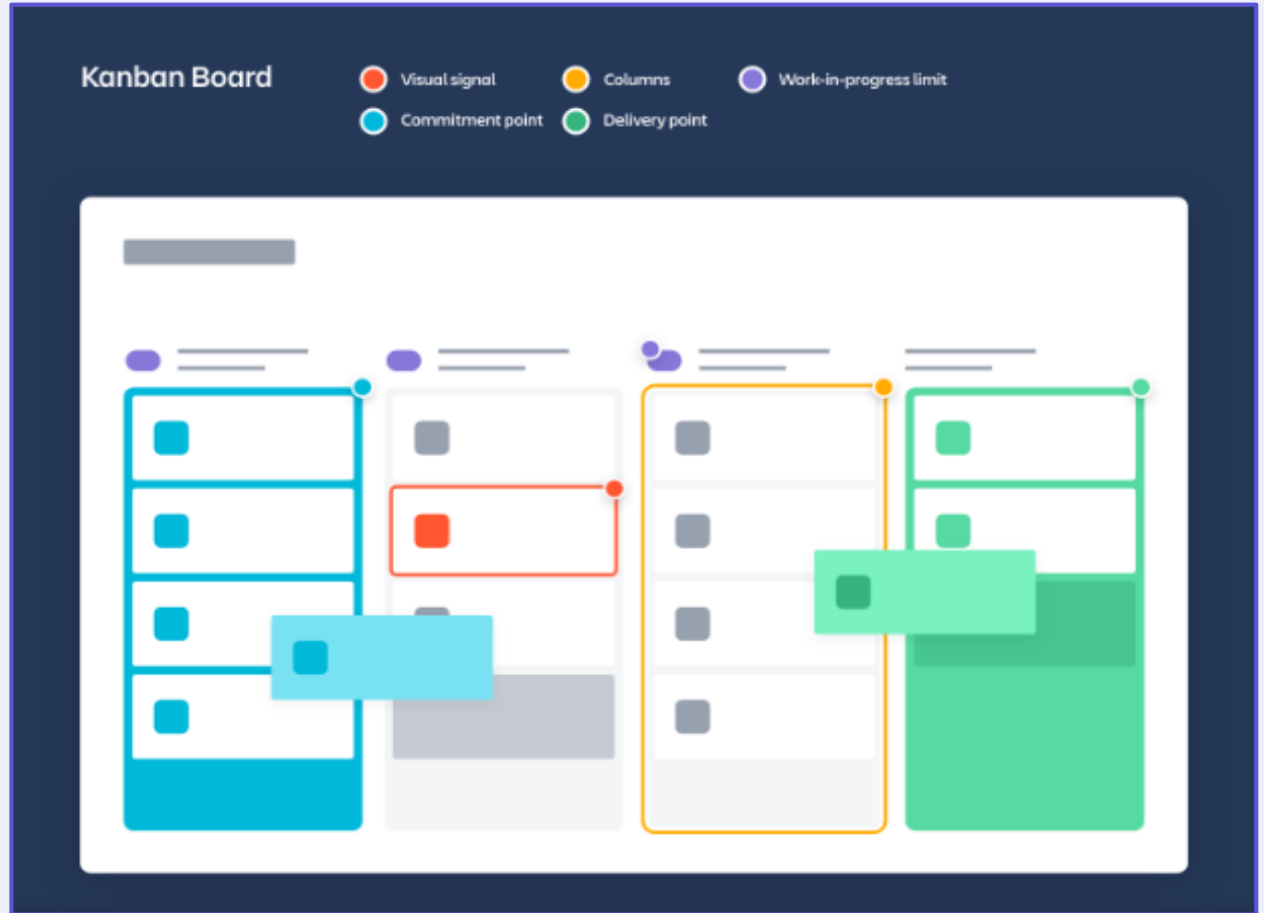 Kanban Board
Visual signal
Columns
Work-in-progress limit
Commitment point
Delivery point